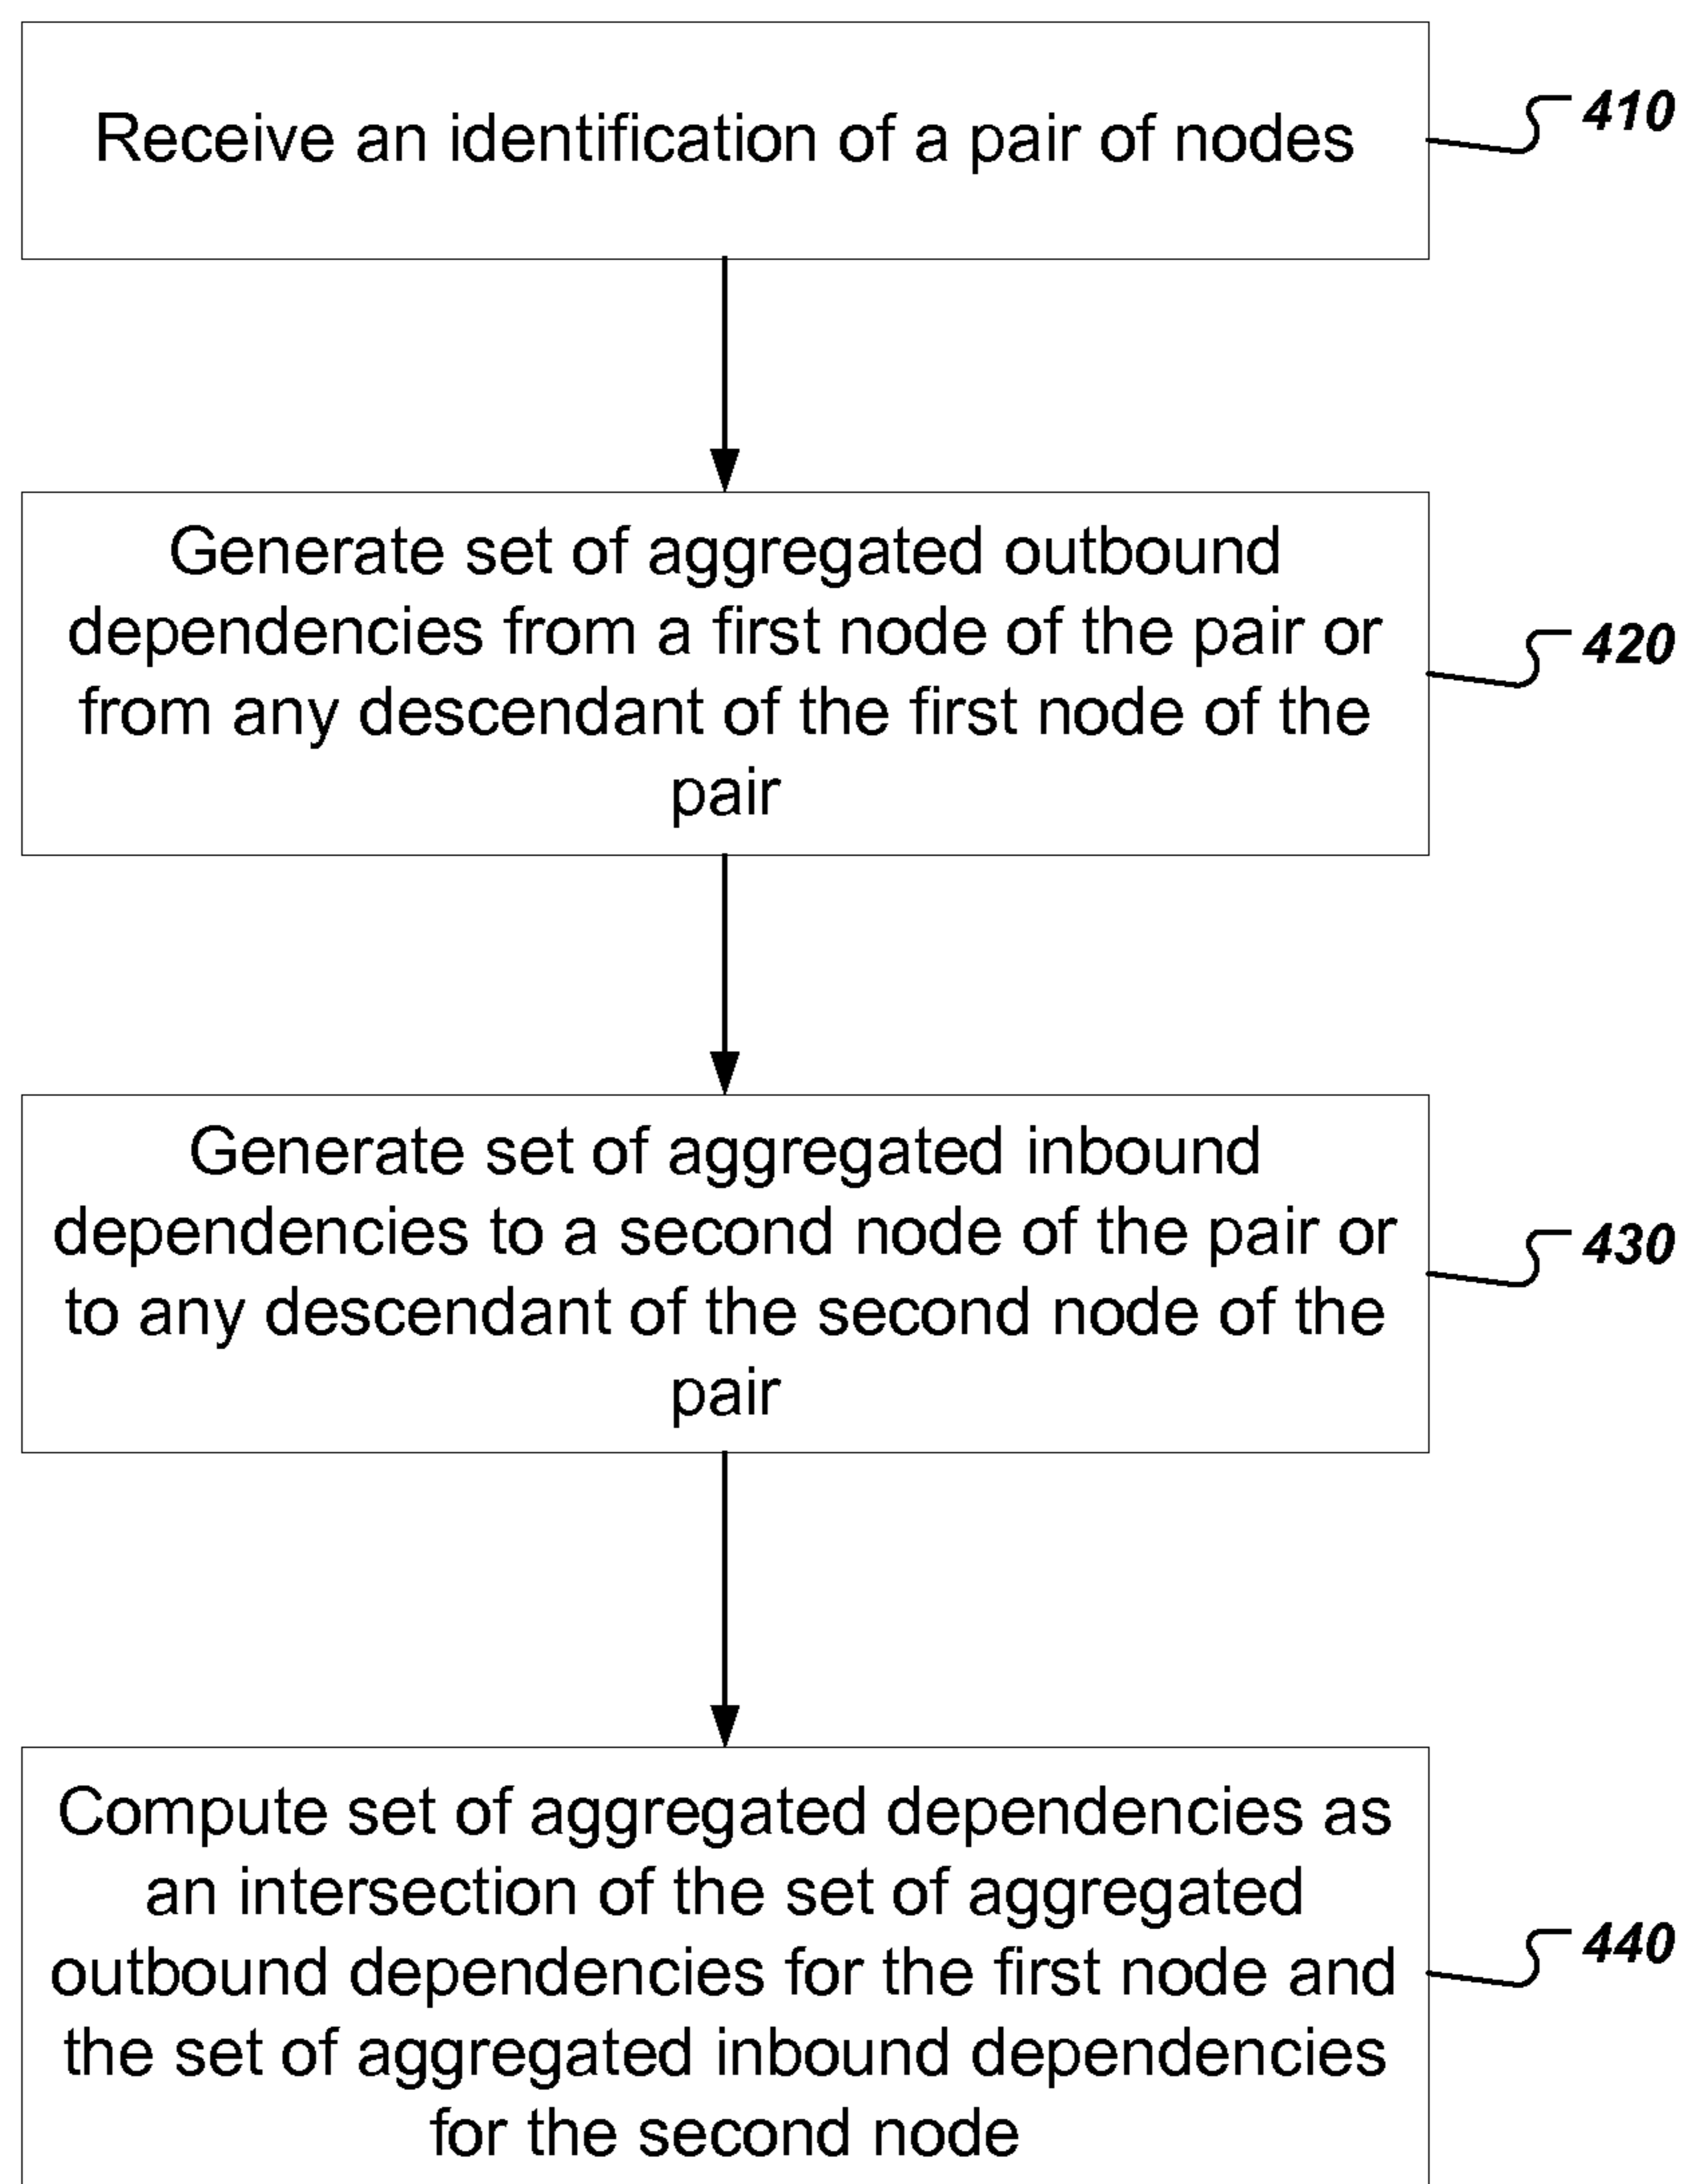 Receive an identification of a pair of nodes
410
Generate set of aggregated outbound
dependencies from a first node of the pair or
from any descendant of the first node of the
pair
420
Generate set of aggregated inbound
dependencies to a second node of the pair or
to any descendant of the second node of the
pair
430
Compute set of aggregated dependencies as
an intersection of the set of aggregated
outbound dependencies for the first node and
the set of aggregated inbound dependencies
for the second node
440